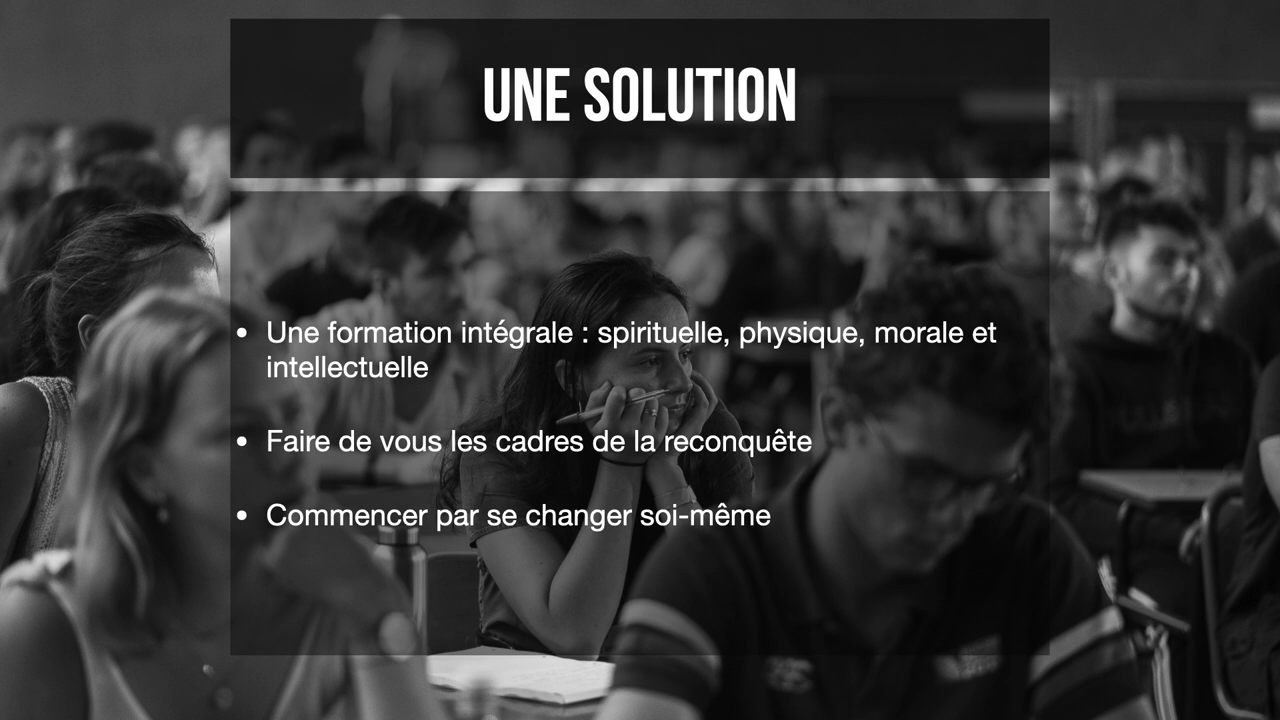 UNE SOLUTION
• Une formation intégrale : spirituelle, physique, morale et
intellectuelle
• Faire de vous les cadres de la reconquête
• Commencer par se changer soi-même